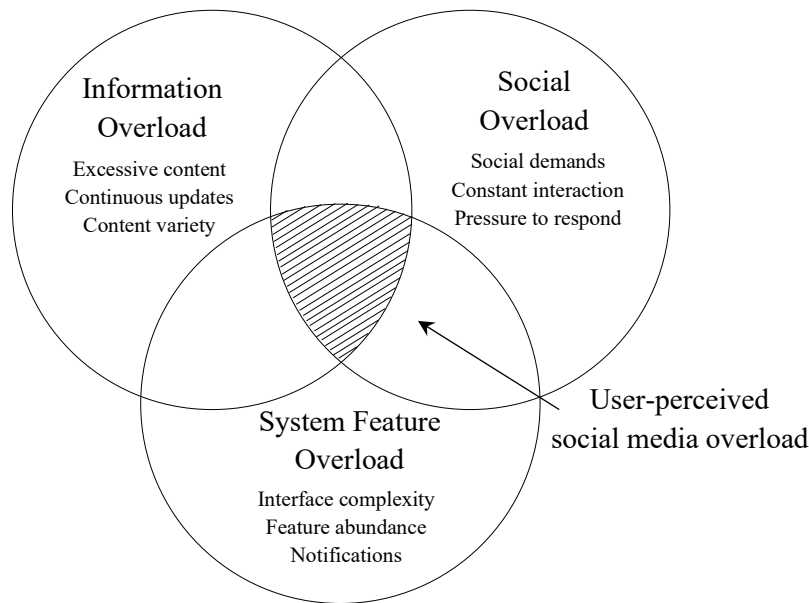 Information
Overload
Excessive content
Continuous updates
Content variety
Social
Overload
Social demands
Constant interaction
Pressure to respond
User-perceived
social media overload
System Feature
Overload
Interface complexity
Feature abundance
Notifications